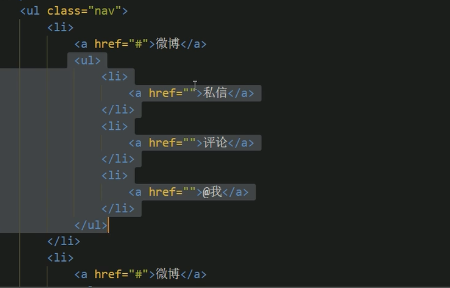 <ul class="nav">
<li>
<a href="#">微博</a>
<ul>
<li>
<a href="">私信</a>
</li>
<li>
<a href="">评论</a>
</li>
<li>
<a href="">@我</a>
</li>
</ul>
</li>
<li>
<a href="#">微博</a>